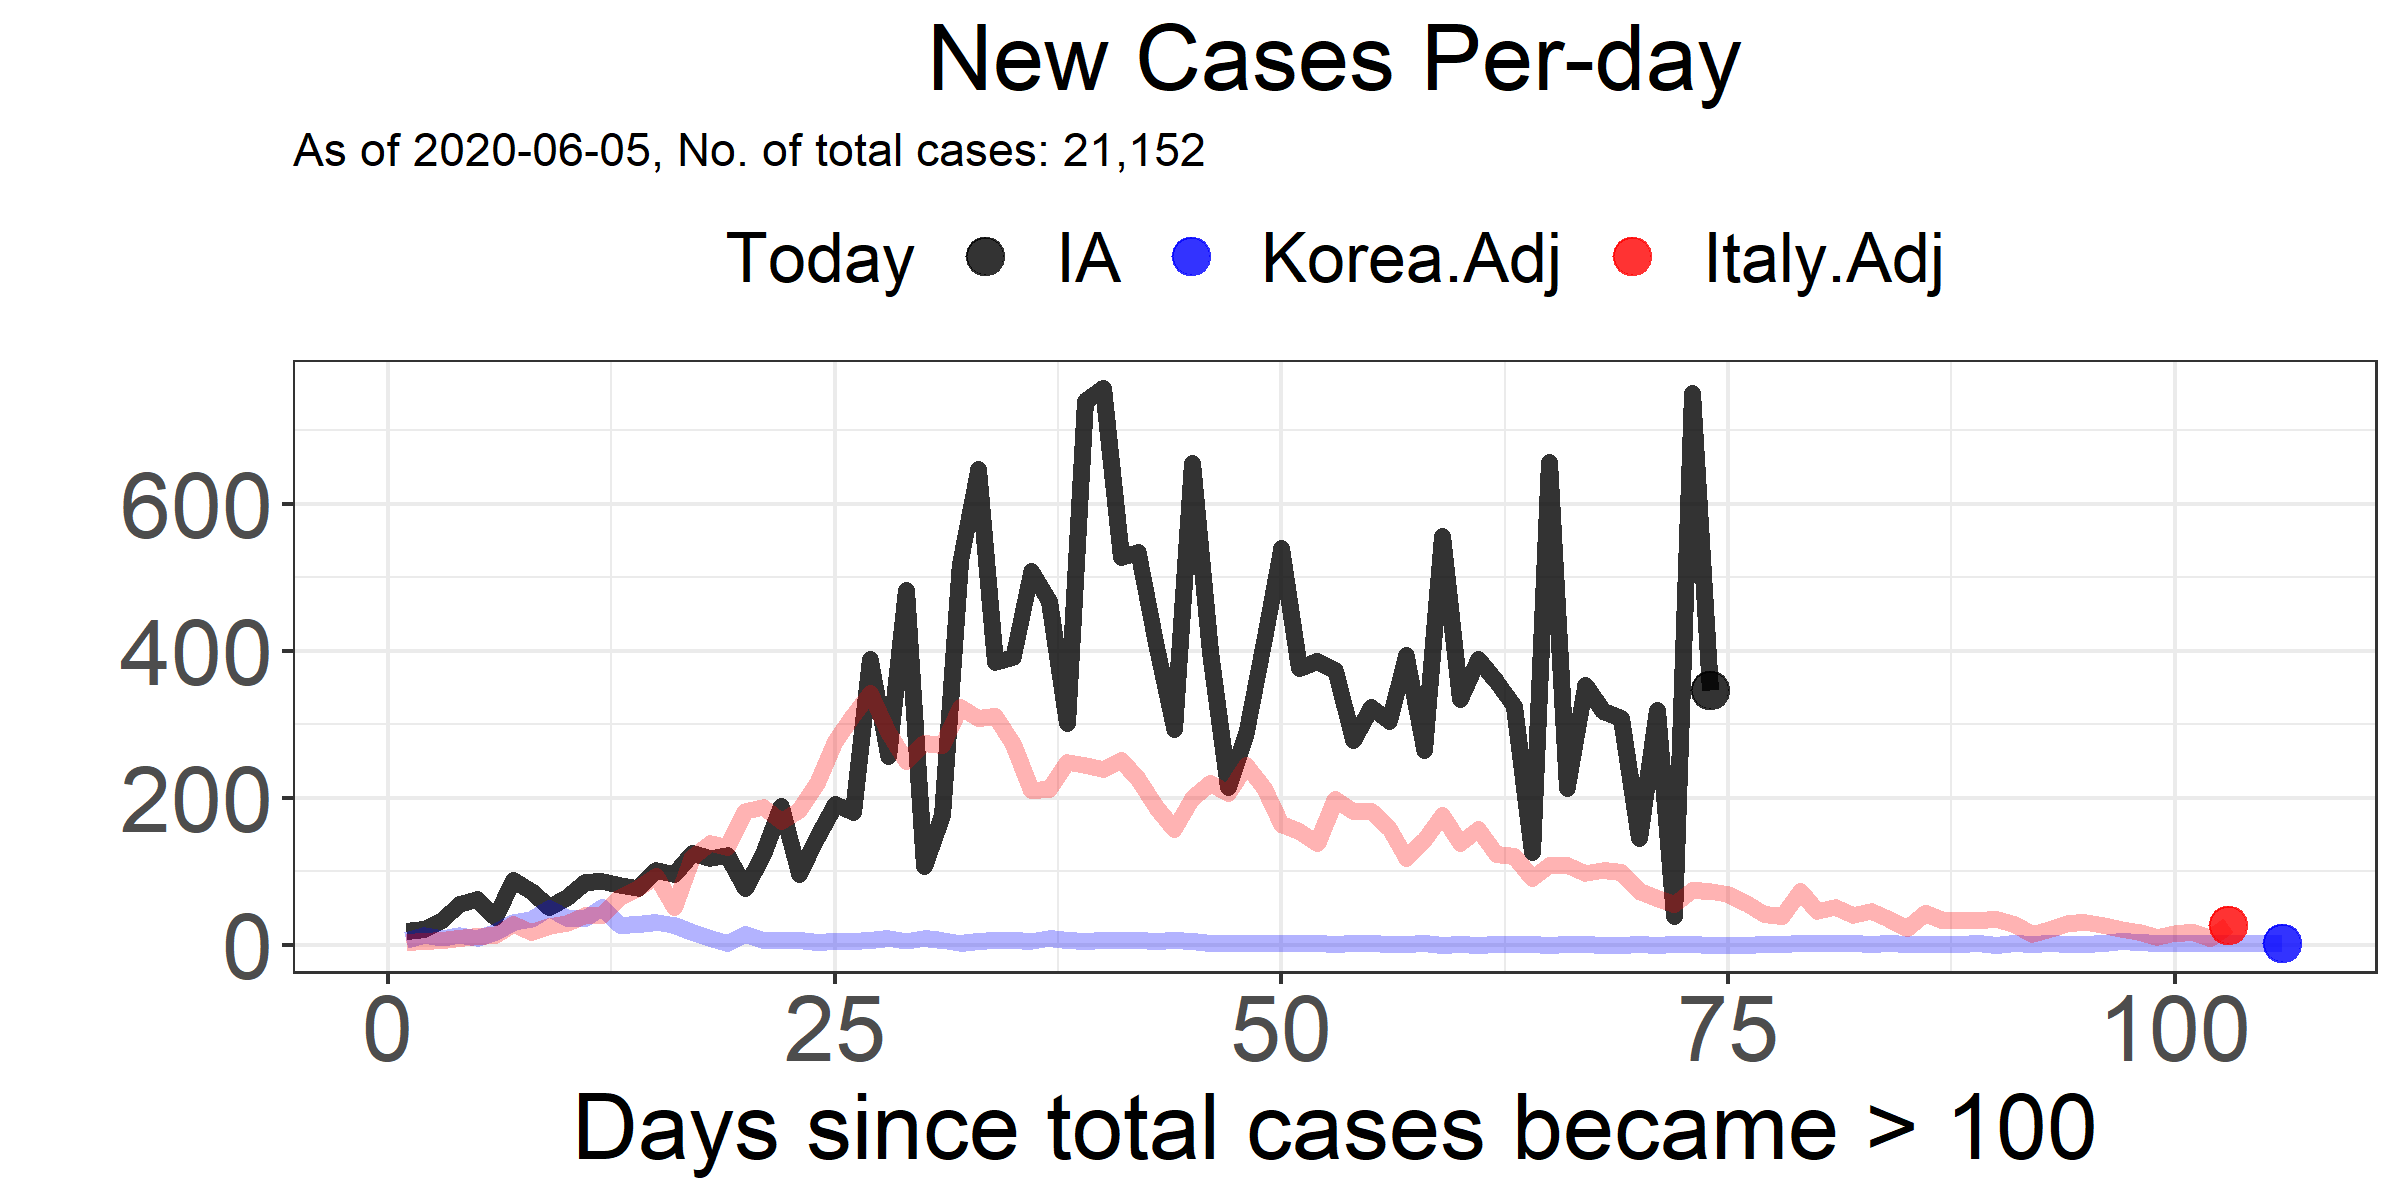 New Cases Per-day
As of 2020-06-05, No. of total cases: 21,152
Today IA Korea.Adj Italy.Adj
600
400
200
0
0 25 50 75 100
Days since total cases became > 100